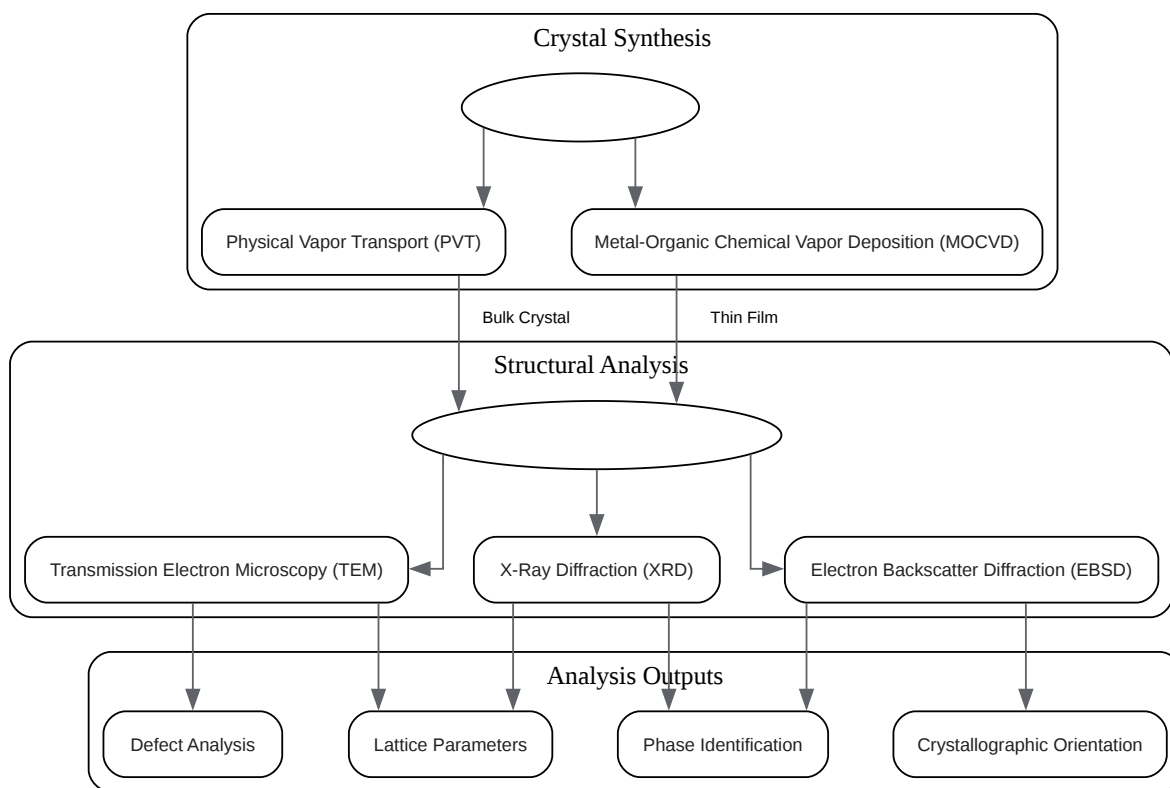 Crystal Synthesis
Physical Vapor Transport (PVT)
Metal-Organic Chemical Vapor Deposition (MOCVD)
Bulk Crystal
Thin Film
Structural Analysis
Transmission Electron Microscopy (TEM)
X-Ray Diffraction (XRD)
Electron Backscatter Diffraction (EBSD)
Analysis Outputs
Defect Analysis
Lattice Parameters
Phase Identification
Crystallographic Orientation